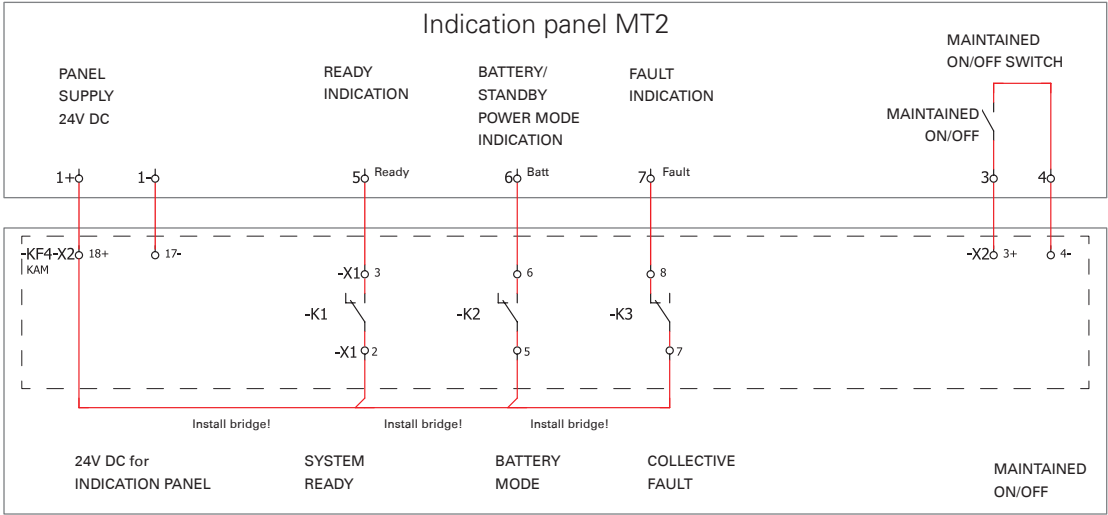 Indication panel MT2
PANEL
SUPPLY
24V DC
READY
INDICATION
BATTERY/
STANDBY
POWER MODE
INDICATION
FAULT
INDICATION
MAINTAINED
ON/OFF SWITCH
MAINTAINED
ON/OFF
1+
1-
5 Ready
6 Batt
7 Fault
3
4
-KF4-X2 18+
KAM
17-
-X2 3+
4-
-X1 3
6
8
-K1
-K2
-K3
-X1 2
5
7
Install bridge!
Install bridge!
Install bridge!
24V DC for
INDICATION PANEL
SYSTEM
READY
BATTERY
MODE
COLLECTIVE
FAULT
MAINTAINED
ON/OFF